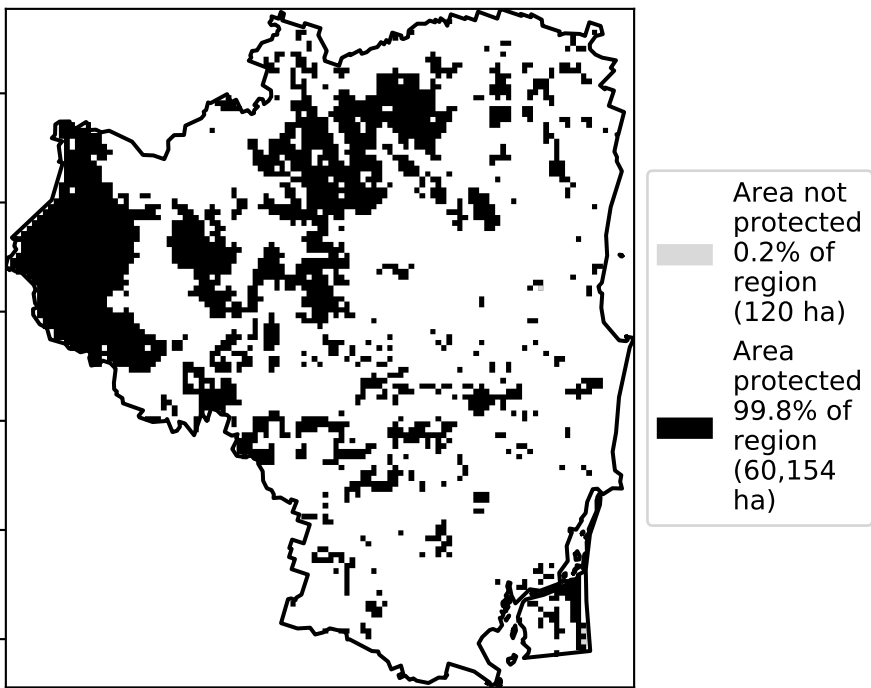 Area not
protected
0.2% of
region
(120 ha)
Area
protected
99.8% of
region
(60,154
ha)